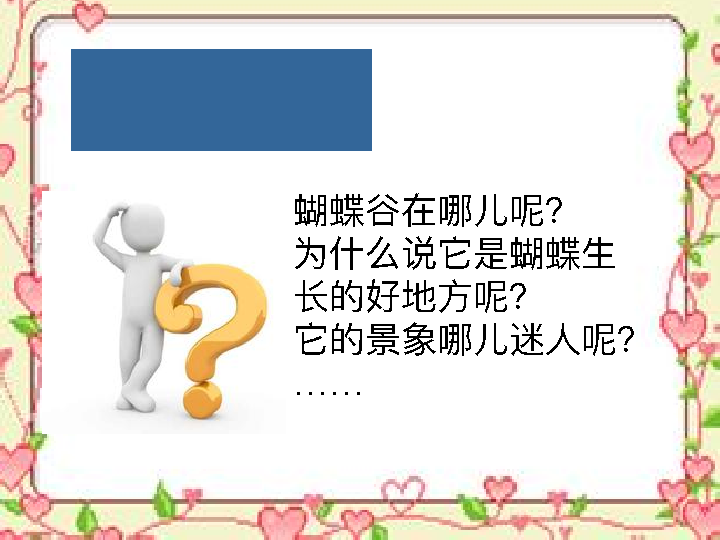 蝴蝶谷在哪儿呢?
为什么说它是蝴蝶生
长的好地方呢?
它的景象哪儿迷人呢?
……